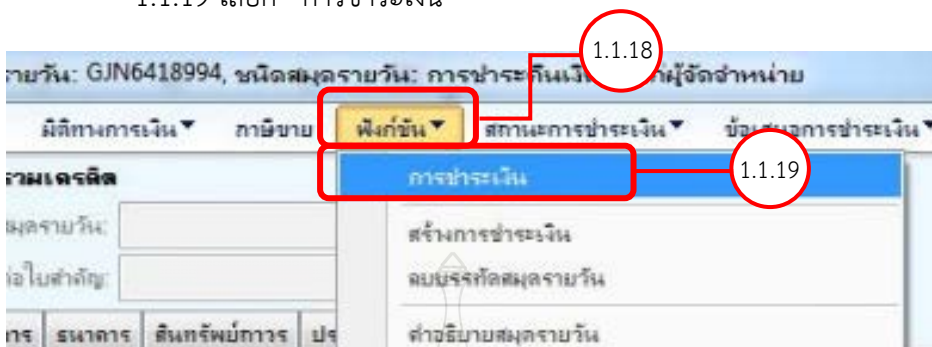 1.1.19 เลือก "การชำระเงิน"
1.1.18
รายวัน: GJN6418994, ชนิดสมุดรายวัน: การชำระคืนเงิน ผู้จัดจำหน่าย
มิติทางการเงิน ภาษีขาย ฟังก์ชัน สถานะการชำระเงิน ข้อเสนอการชำระเงิน
รวมเครดิต
การชำระเงิน
1.1.19
สมุดรายวัน:
สร้างการชำระเงิน
ต่อใบสำคัญ:
ลบบรรทัดสมุดรายวัน
การ ธนาคาร สินทรัพย์ถาวร ปร
คำอธิบายสมุดรายวัน